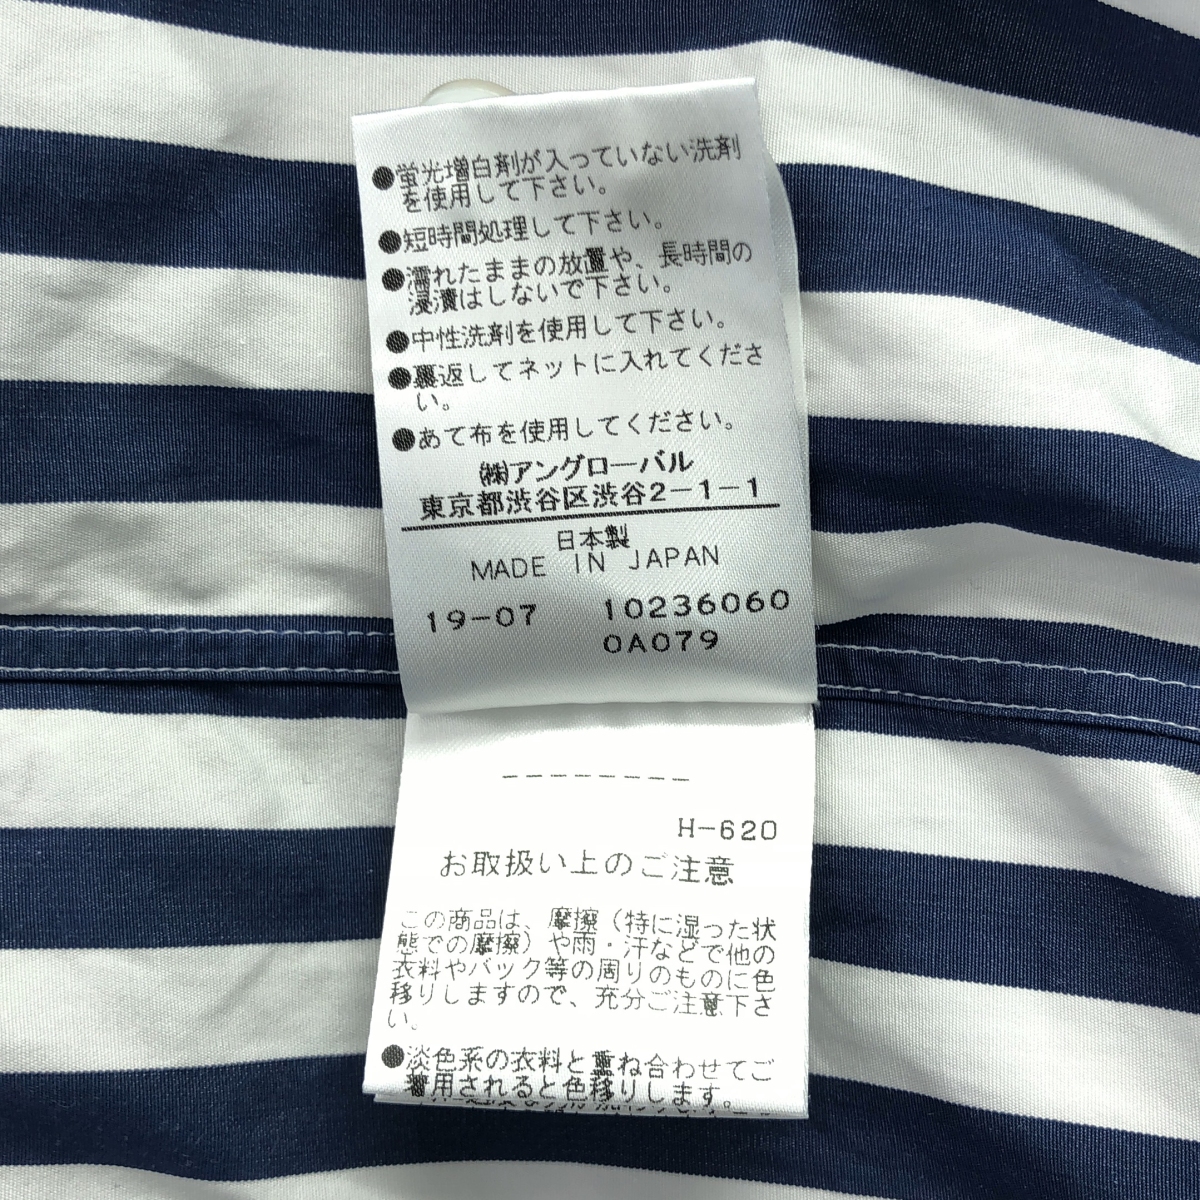 ●蛍光増白剤が入っていない洗剤
を使用して下さい。
●短時間処理して下さい。
●濡れたままの放置や、長時間の
浸漬はしないで下さい。
●中性洗剤を使用して下さい。
●裏返してネットに入れてくださ
い。
●あて布を使用してください。
㈱アングローバル
東京都渋谷区渋谷2-1-1
日本製
MADE IN JAPAN
19-07 10236060
0A079
--------
H-620
お取扱い上のご注意
この商品は、摩擦(特に湿った状
態での摩擦)や雨・汗などで他の
衣料やバック等の周りのものに色
移りしますので、充分ご注意下さ
い。
●淡色系の衣料と重ね合わせてご
着用されると色移りします。